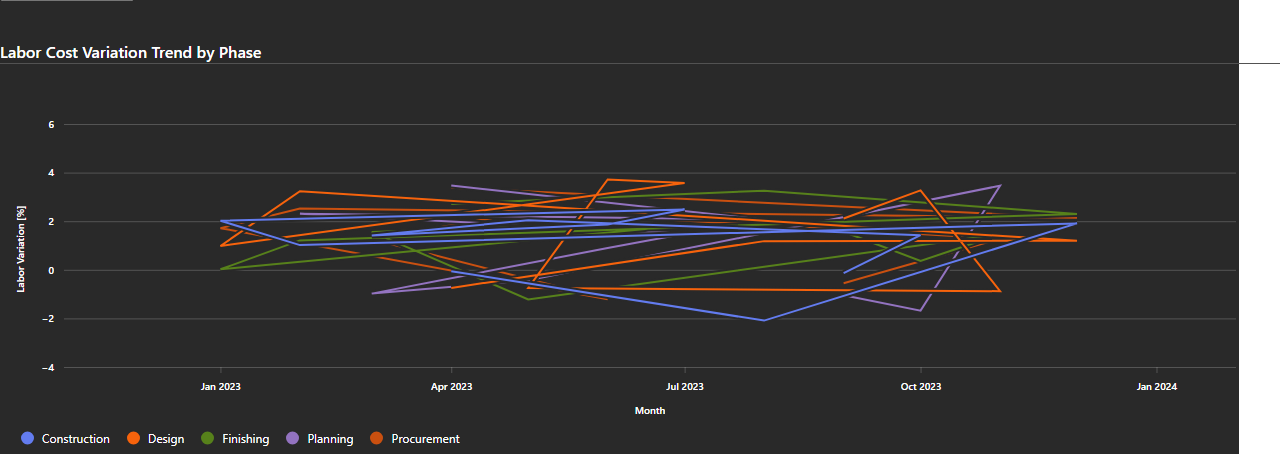 Labor Cost Variation Trend by Phase
6
4
2
0
−2
−4
Labor Variation [%]
Jan 2023 Apr 2023 Jul 2023 Oct 2023 Jan 2024
Month
Construction Design Finishing Planning Procurement